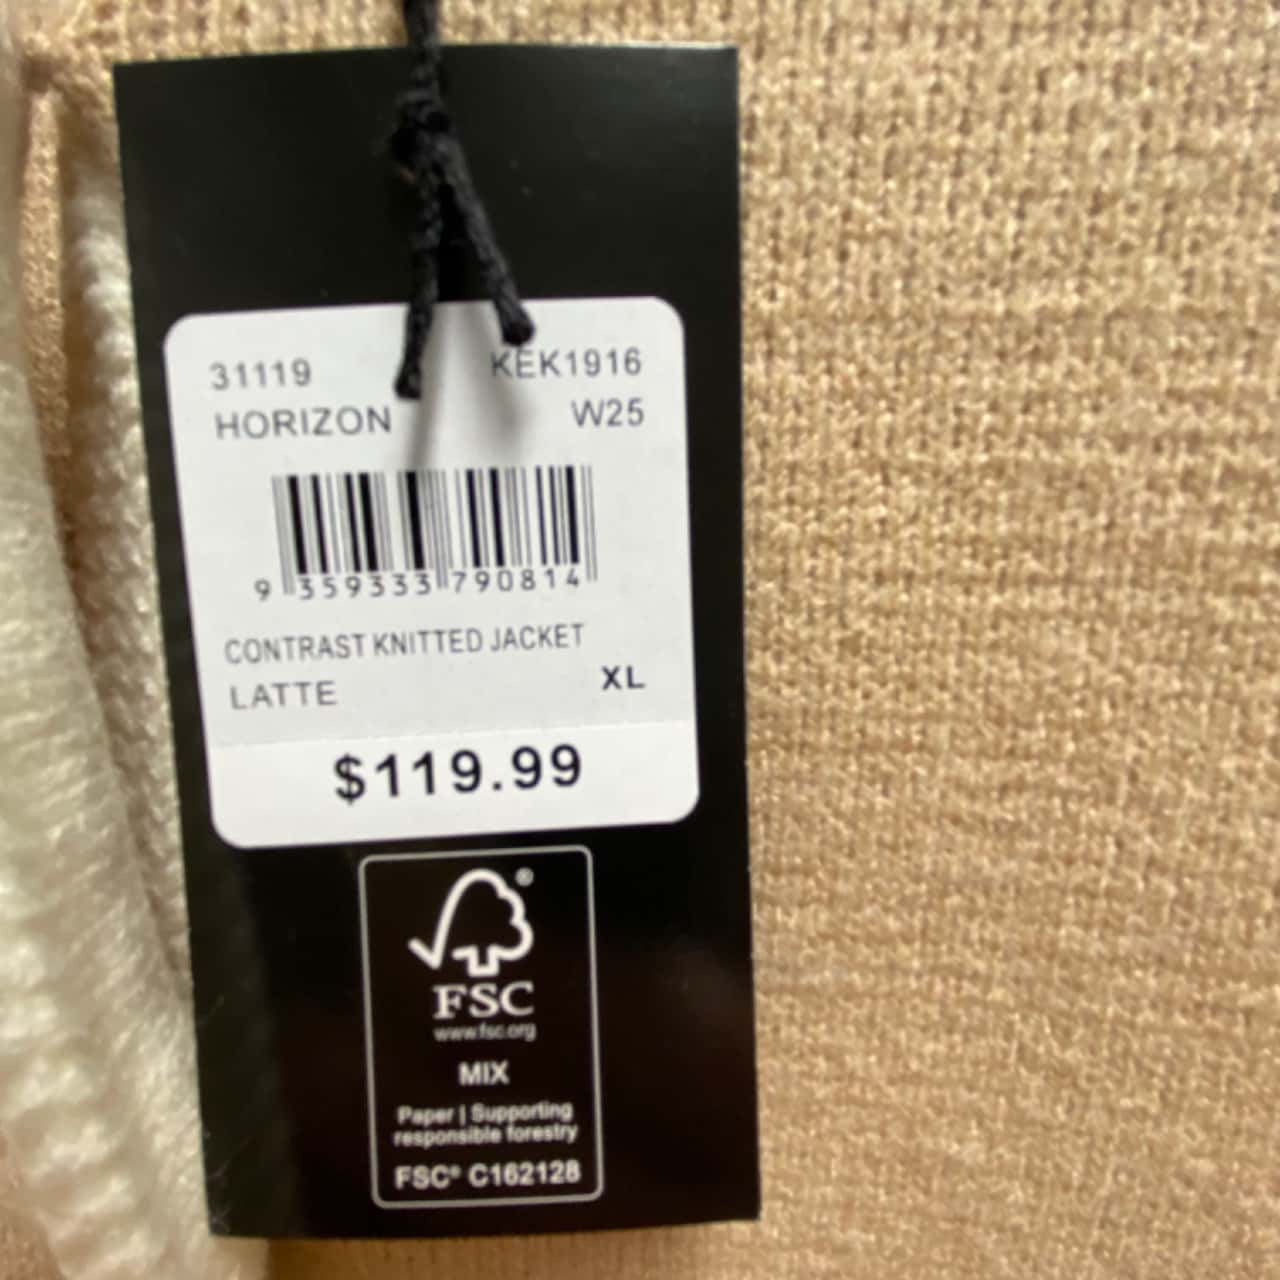 31119 KEK1916
HORIZON W25
9 359333 790814
CONTRAST KNITTED JACKET
LATTE XL
$119.99
®
FSC
www.fsc.org
MIX
Paper | Supporting
responsible forestry
FSC® C162128